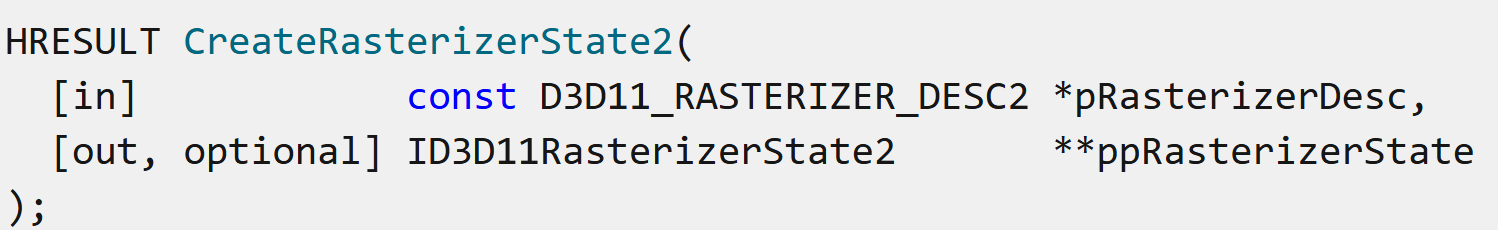 HRESULT CreateRasterizerState2(
  [in]            const D3D11_RASTERIZER_DESC2 *pRasterizerDesc,
  [out, optional] ID3D11RasterizerState2       **ppRasterizerState
);